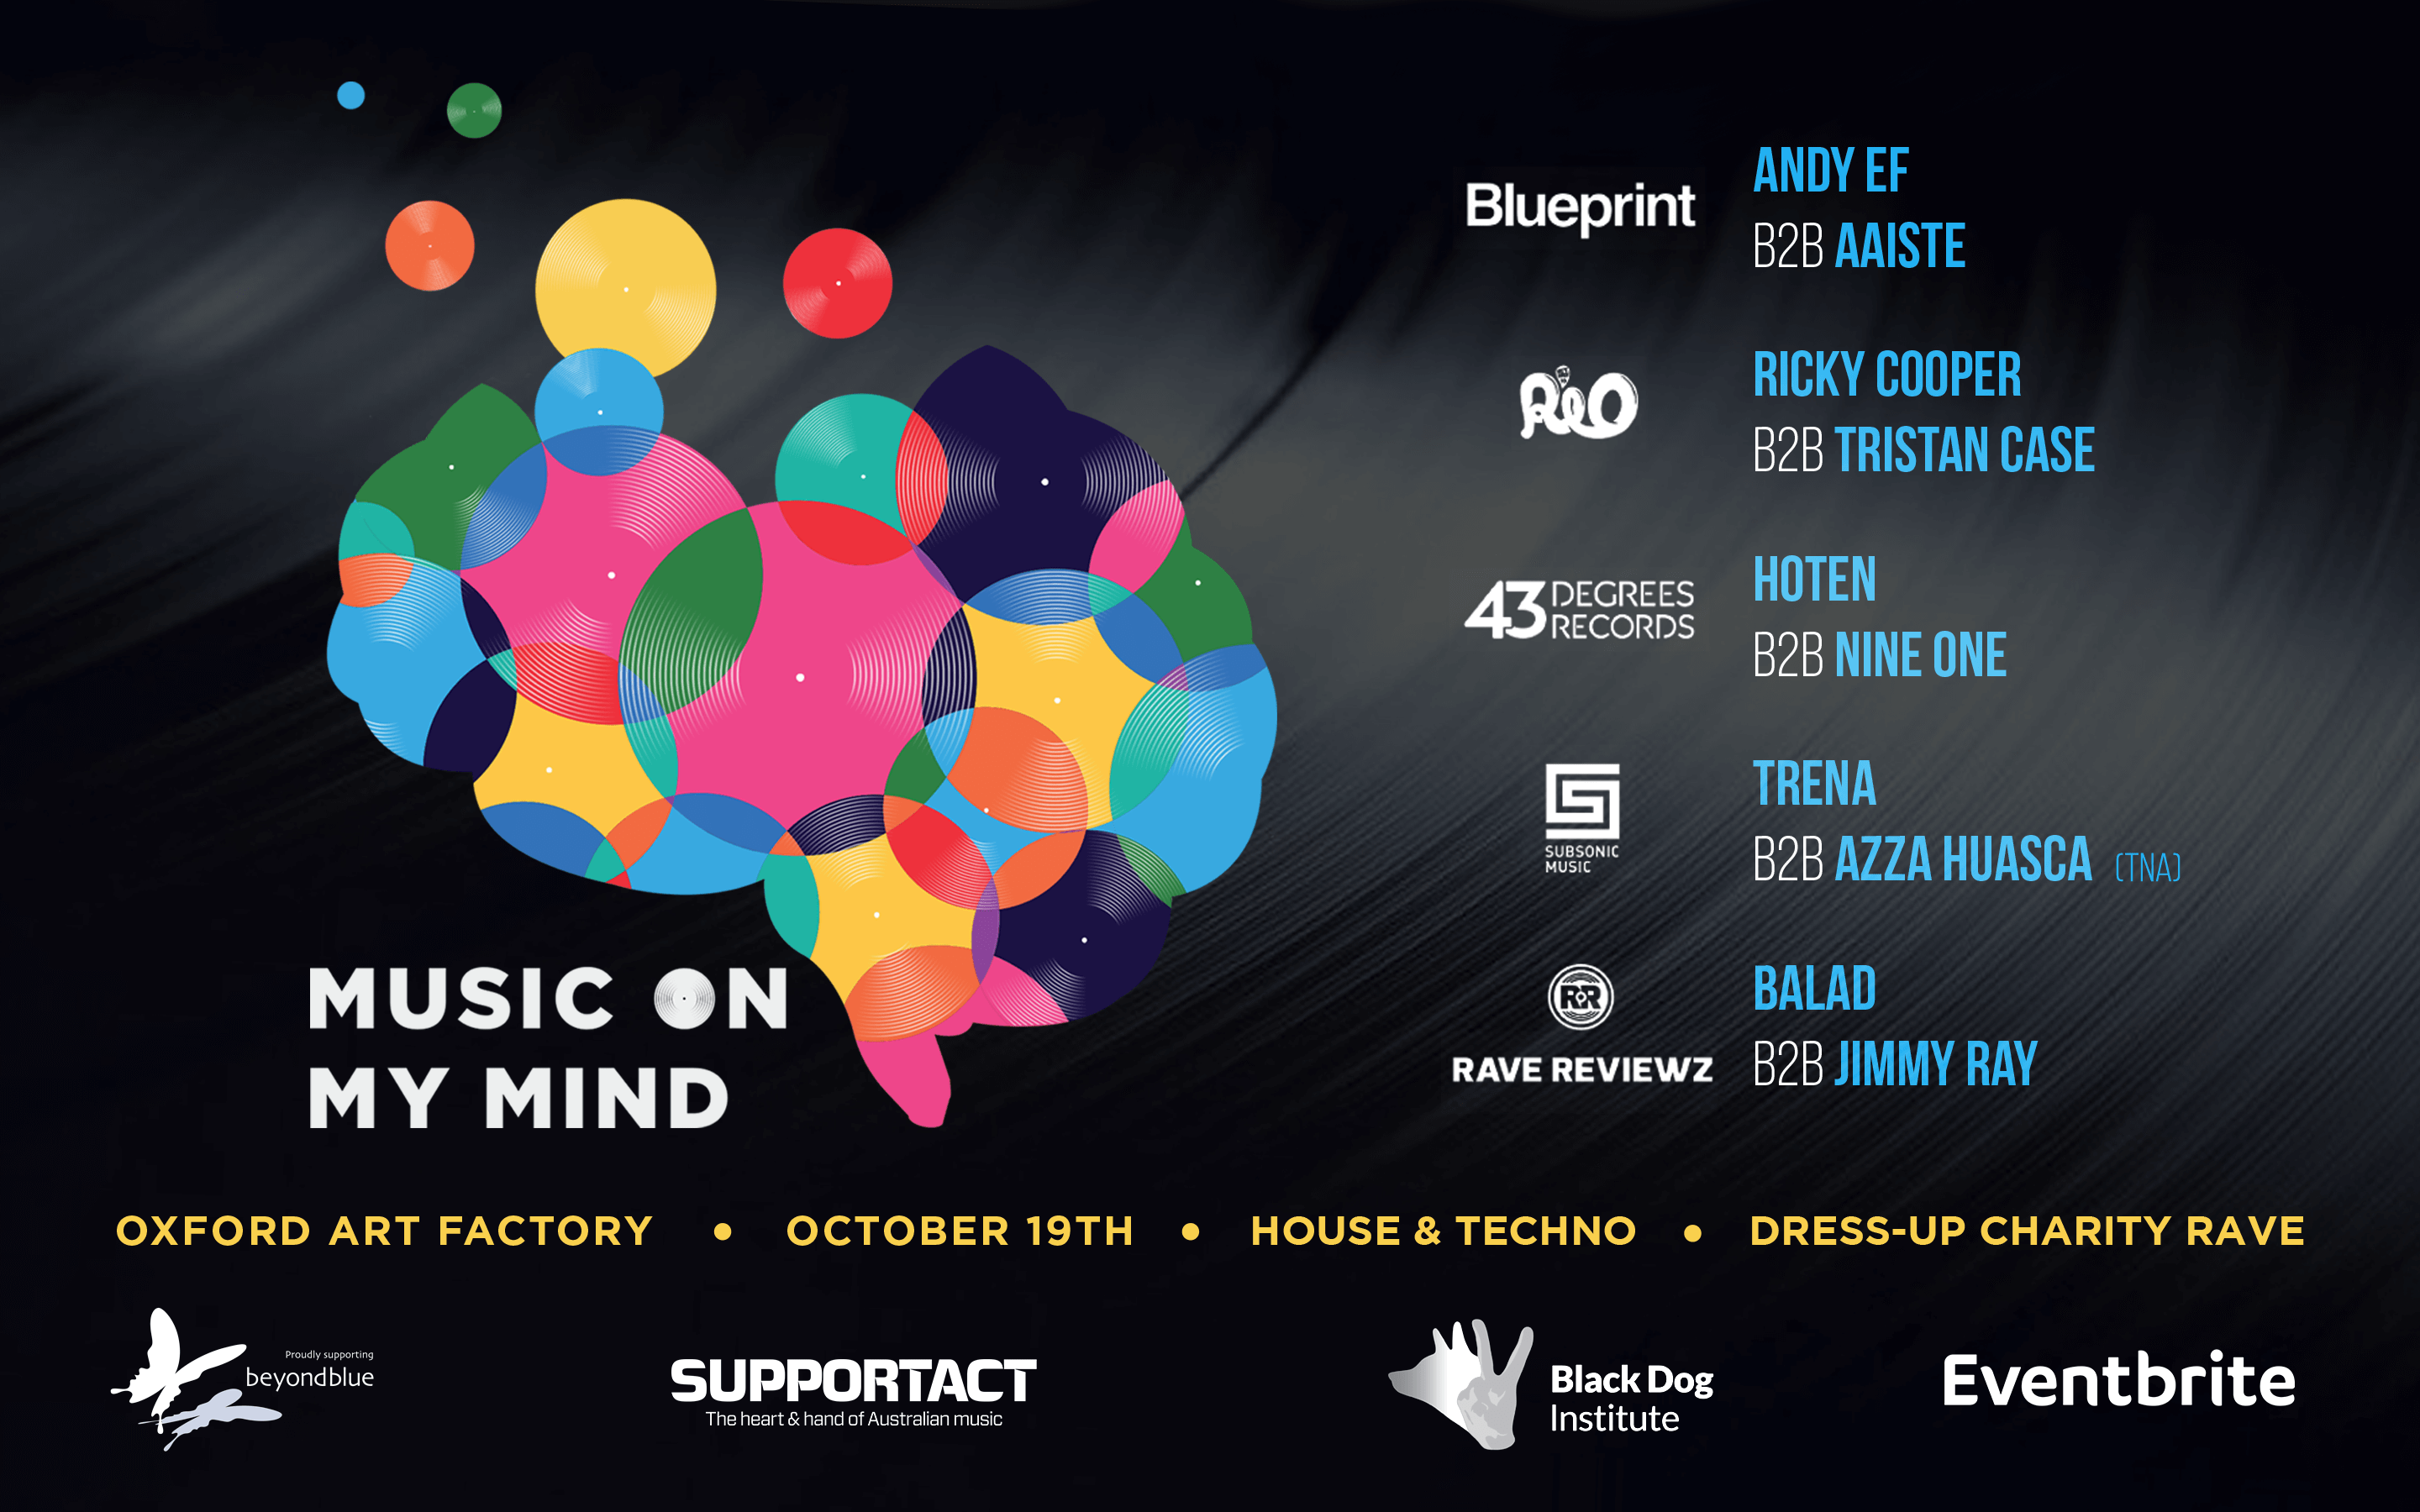 Blueprint
ANDY EF
B2B AAISTE
RIO
RICKY COOPER
B2B TRISTAN CASE
43 DEGREES
RECORDS
HOTEN
B2B NINE ONE
SUBSONIC
MUSIC
TRENA
B2B AZZA HUASCA (TNA)
R R
RAVE REVIEWZ
BALAD
B2B JIMMY RAY
MUSIC ON
MY MIND
OXFORD ART FACTORY • OCTOBER 19TH • HOUSE & TECHNO • DRESS-UP CHARITY RAVE
Proudly supporting
beyondblue
SUPPORTACT
The heart & hand of Australian music
Black Dog
Institute
Eventbrite